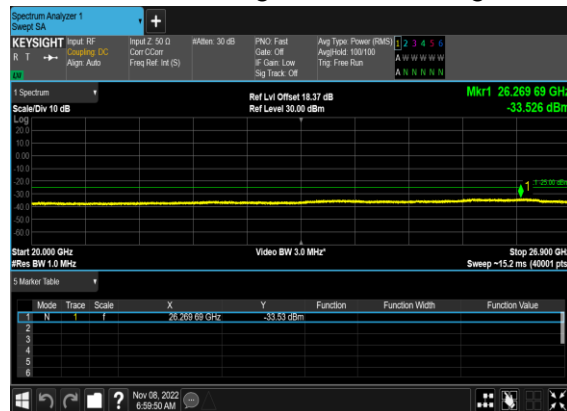 Spectrum Analyzer 1
Swept SA
+
KEYSIGHT Input: RF Input Z: 50 Ω #Atten: 30 dB PNO: Fast Avg Type: Power (RMS) 1 2 3 4 5 6
R T Coupling: DC Corr CCorr Gate: Off Avg|Hold: 100/100 A W W W W W
Align: Auto Freq Ref: Int (S) IF Gain: Low Trig: Free Run
Sig Track: Off A N N N N N
1 Spectrum
Ref Lvl Offset 18.37 dB Mkr1 26.269 69 GHz
Scale/Div 10 dB Ref Level 30.00 dBm -33.526 dBm
Log
20.0
10.0
0.00
-10.0
-20.0
1
-30.0
-40.0
-50.0
-60.0
Start 20.000 GHz Video BW 3.0 MHz* Stop 26.900 GHz
#Res BW 1.0 MHz Sweep ~15.2 ms (40001 pts)
5 Marker Table
Mode Trace Scale X Y Function Function Width Function Value
1 N 1 f 26.269 69 GHz -33.53 dBm
2
3
4
5
6
? Nov 08, 2022
6:59:50 AM